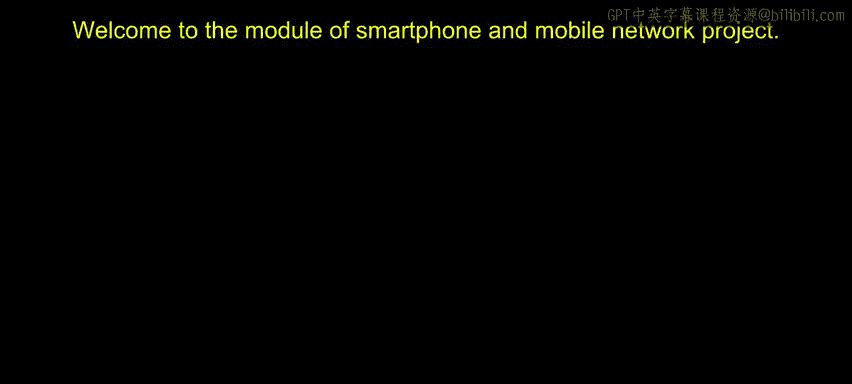 GPT中英字幕课程资源@bilibili.com
Welcome to the module of smartphone and mobile network project.